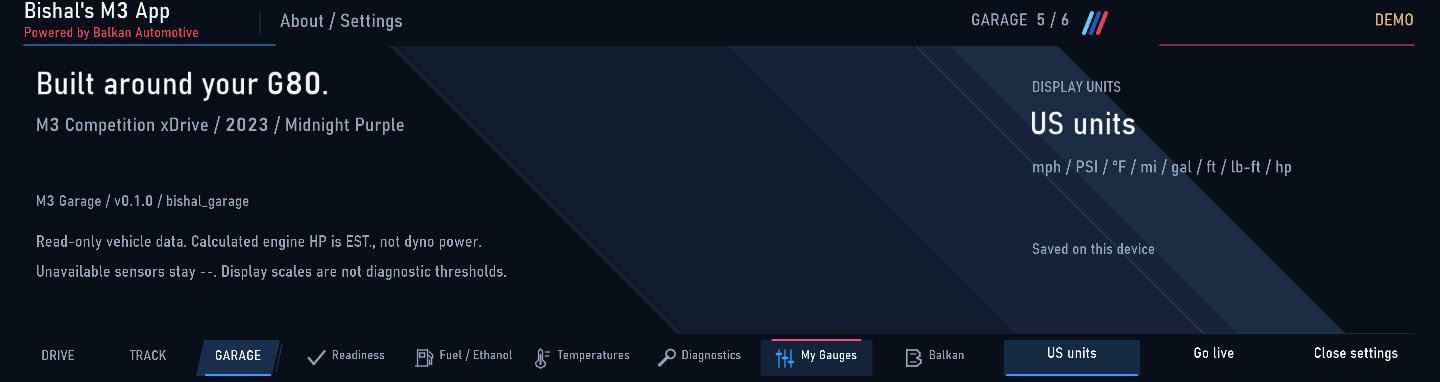 Bishal's M3 App
Powered by Balkan Automotive
About / Settings
GARAGE 5 / 6
DEMO
Built around your G80.
M3 Competition xDrive / 2023 / Midnight Purple
M3 Garage / v0.1.0 / bishal_garage
Read-only vehicle data. Calculated engine HP is EST., not dyno power.
Unavailable sensors stay --. Display scales are not diagnostic thresholds.
DISPLAY UNITS
US units
mph / PSI / °F / mi / gal / ft / lb-ft / hp
Saved on this device
DRIVE
TRACK
GARAGE
Readiness
Fuel / Ethanol
Temperatures
Diagnostics
My Gauges
Balkan
US units
Go live
Close settings